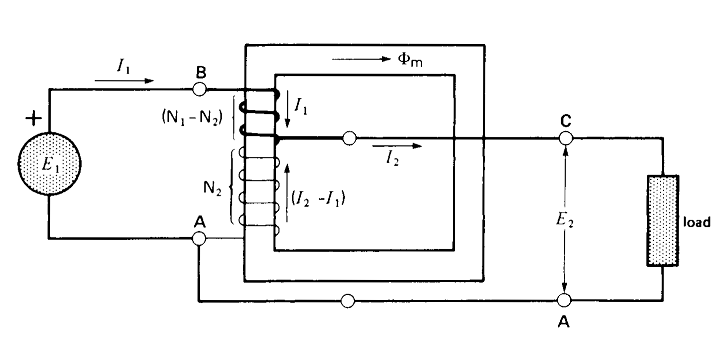 Φm
I1
B
I1
+
(N1-N2)
C
E1
I2
N2
(I2 -I1)
E2
load
A
A